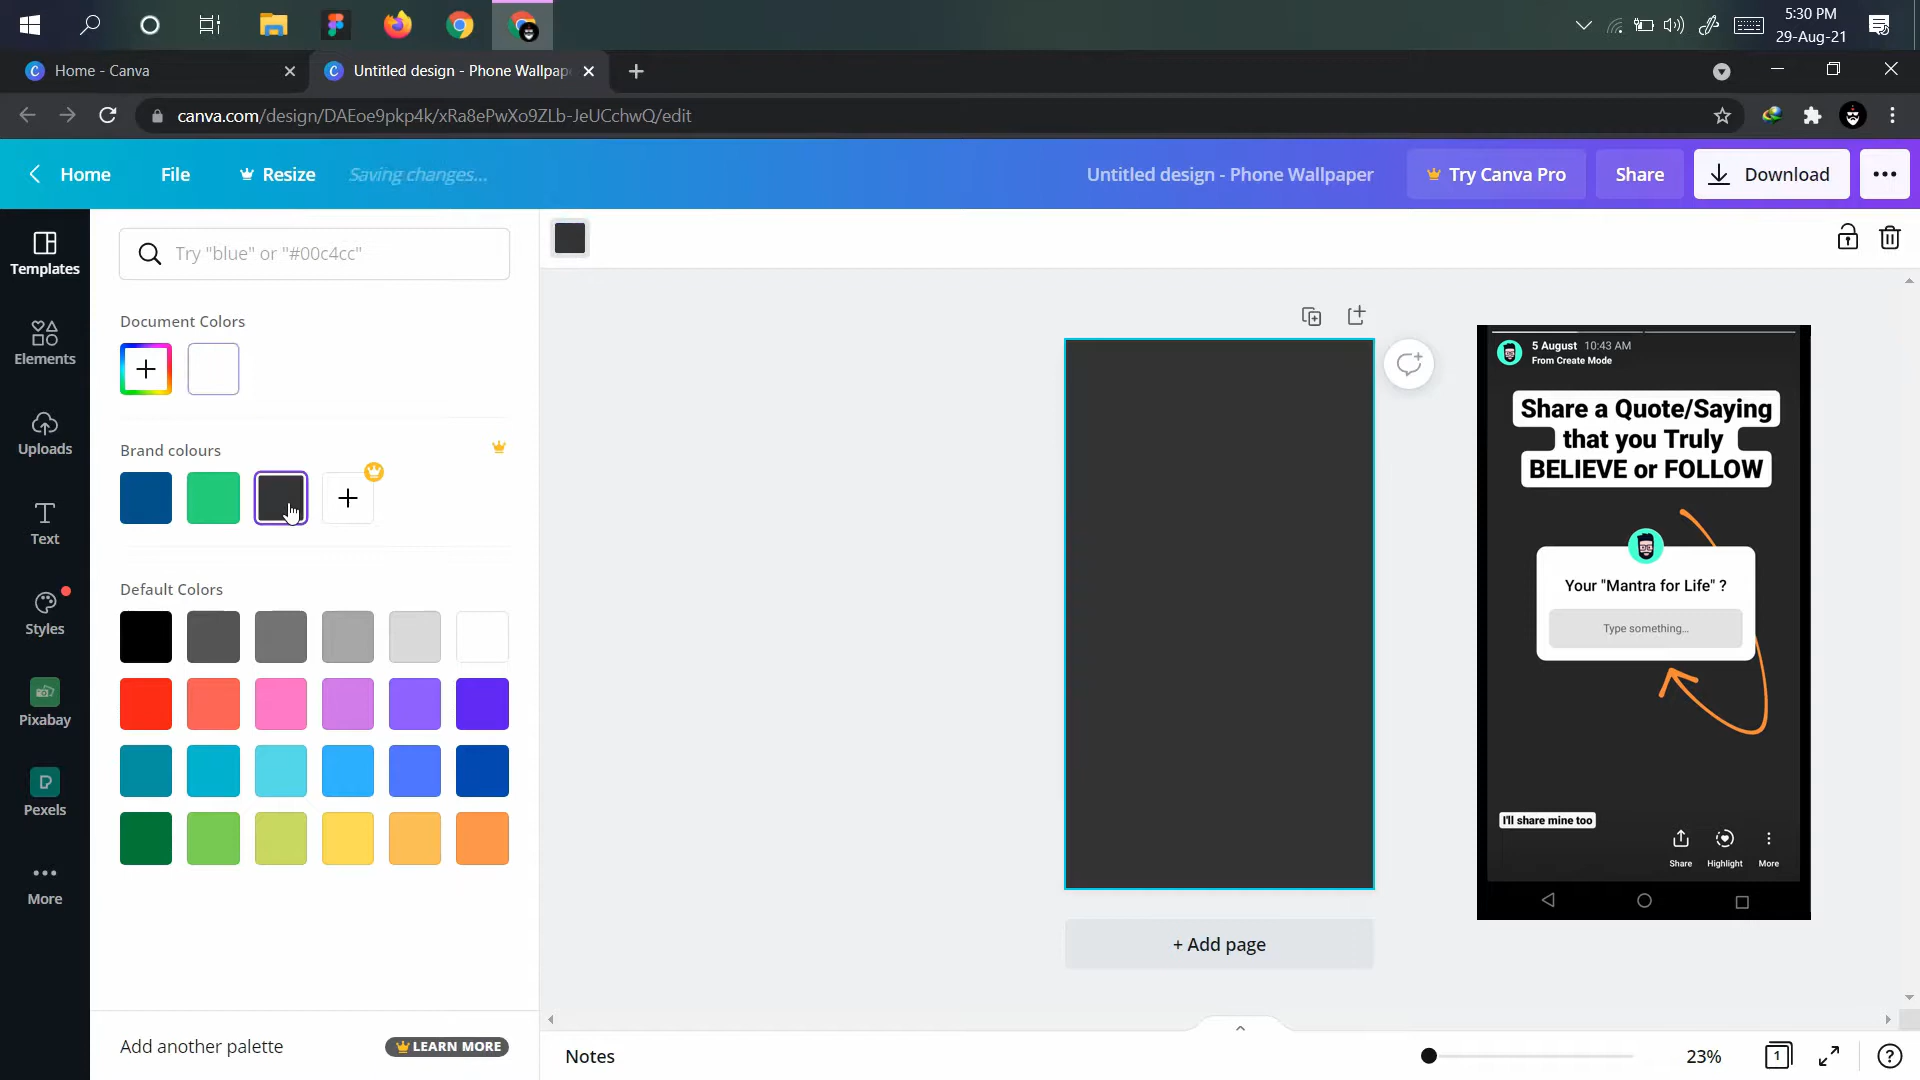 5:30 PM
29-Aug-21
Home - Canva
Untitled design - Phone Wallpap
canva.com/design/DAEoe9pkp4k/xRa8ePwXo9ZLb-JeUCchwQ/edit
Home
File
Resize
Saving changes...
Untitled design - Phone Wallpaper
Try Canva Pro
Share
Download
Templates
Elements
Uploads
Text
Styles
Pixabay
Pexels
More
Try "blue" or "#00c4cc"
Document Colors
Brand colours
Default Colors
Add another palette
LEARN MORE
+ Add page
5 August 10:43 AM
From Create Mode
Share a Quote/Saying
that you Truly
BELIEVE or FOLLOW
Your "Mantra for Life" ?
Type something...
I'll share mine too
Share
Highlight
More
Notes
23%
1